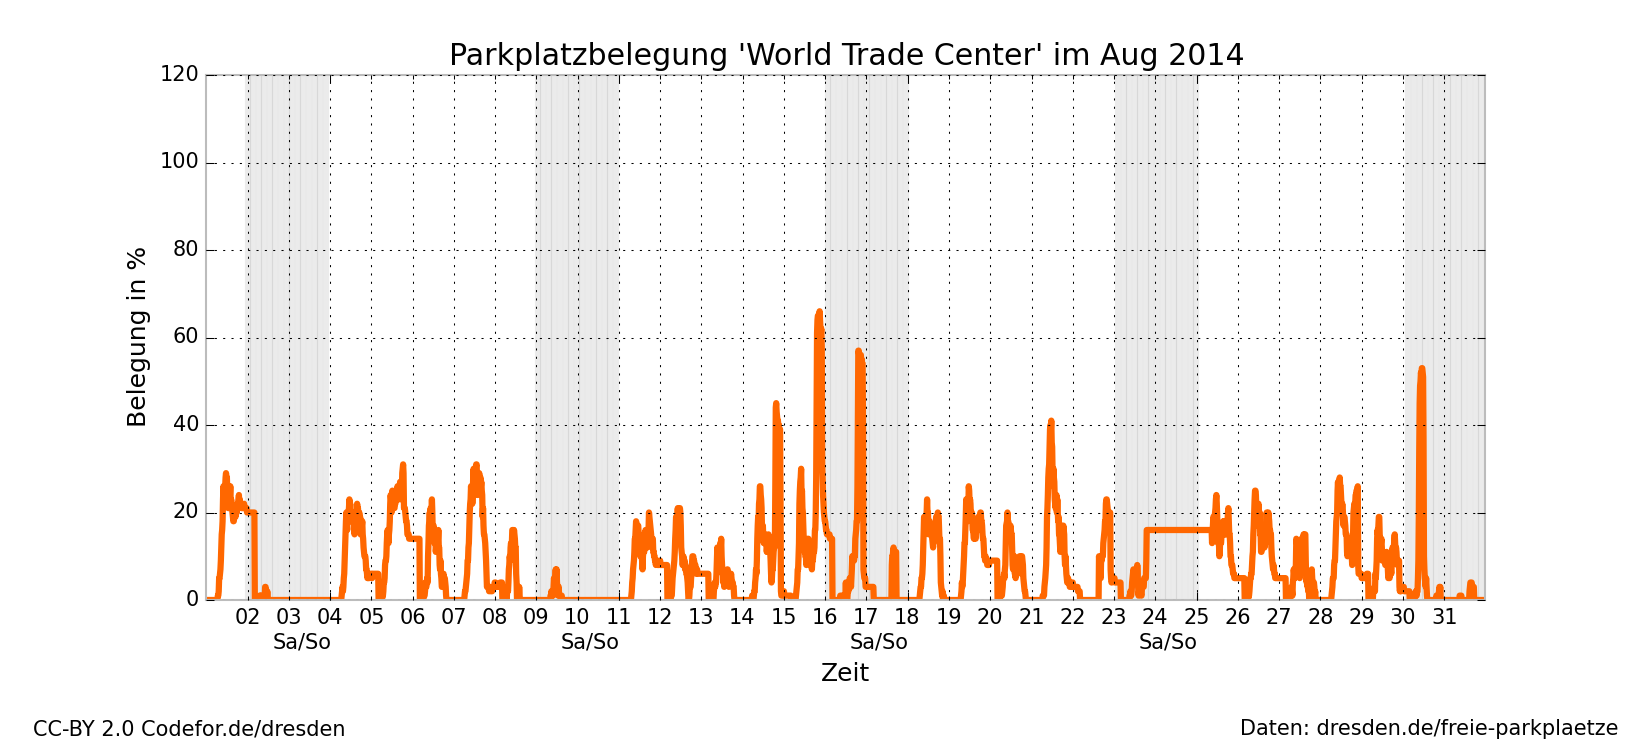 Parkplatzbelegung 'World Trade Center' im Aug 2014
120
100
80
60
40
20
0
Belegung in %
02 03 04 05 06 07 08 09 10 11 12 13 14 15 16 17 18 19 20 21 22 23 24 25 26 27 28 29 30 31
Sa/So Sa/So Sa/So Sa/So
Zeit
CC-BY 2.0 Codefor.de/dresden
Daten: dresden.de/freie-parkplaetze